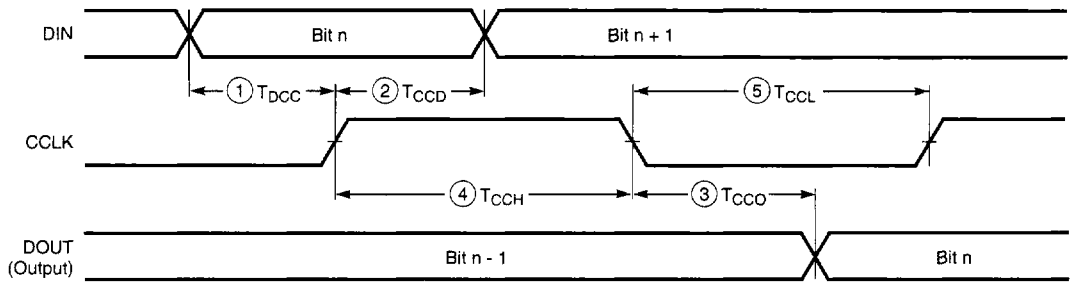 DIN
Bit n
Bit n + 1
① TDCC
② TCCD
⑤ TCCL
CCLK
④ TCCH
③ TCCO
DOUT
(Output)
Bit n - 1
Bit n